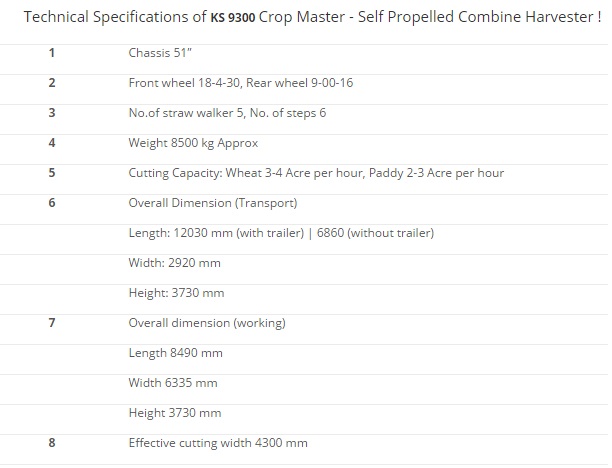 Technical Specifications of KS 9300 Crop Master - Self Propelled Combine Harvester !
1 Chassis 51”
2 Front wheel 18-4-30, Rear wheel 9-00-16
3 No.of straw walker 5, No. of steps 6
4 Weight 8500 kg Approx
5 Cutting Capacity: Wheat 3-4 Acre per hour, Paddy 2-3 Acre per hour
6 Overall Dimension (Transport)
Length: 12030 mm (with trailer) | 6860 (without trailer)
Width: 2920 mm
Height: 3730 mm
7 Overall dimension (working)
Length 8490 mm
Width 6335 mm
Height 3730 mm
8 Effective cutting width 4300 mm